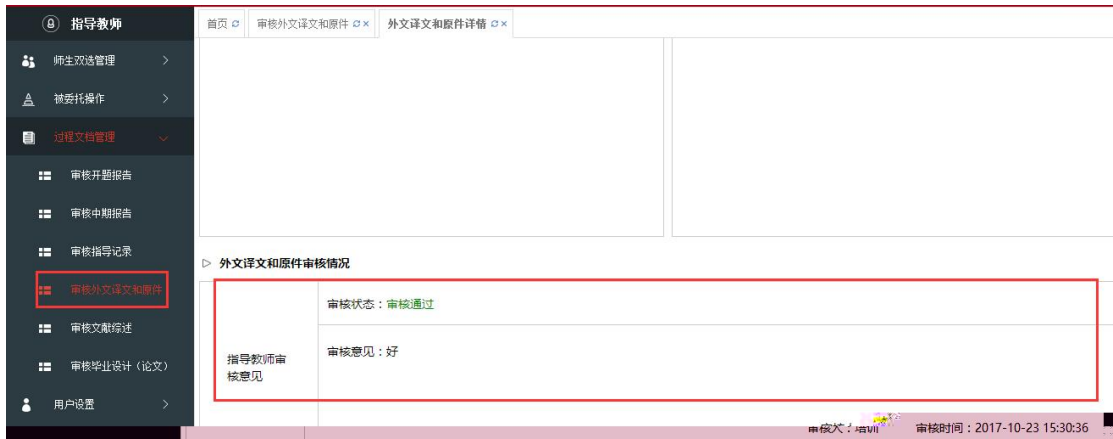 指导教师
首页 审核外文译文和原件 外文译文和原件详情
师生双选管理
被委托操作
过程文档管理
审核开题报告
审核中期报告
审核指导记录
审核外文译文和原件
审核文献综述
审核毕业设计（论文）
用户设置
外文译文和原件审核情况
审核状态：审核通过
指导教师审
核意见
审核意见：好
审核时间：2017-10-23 15:30:36